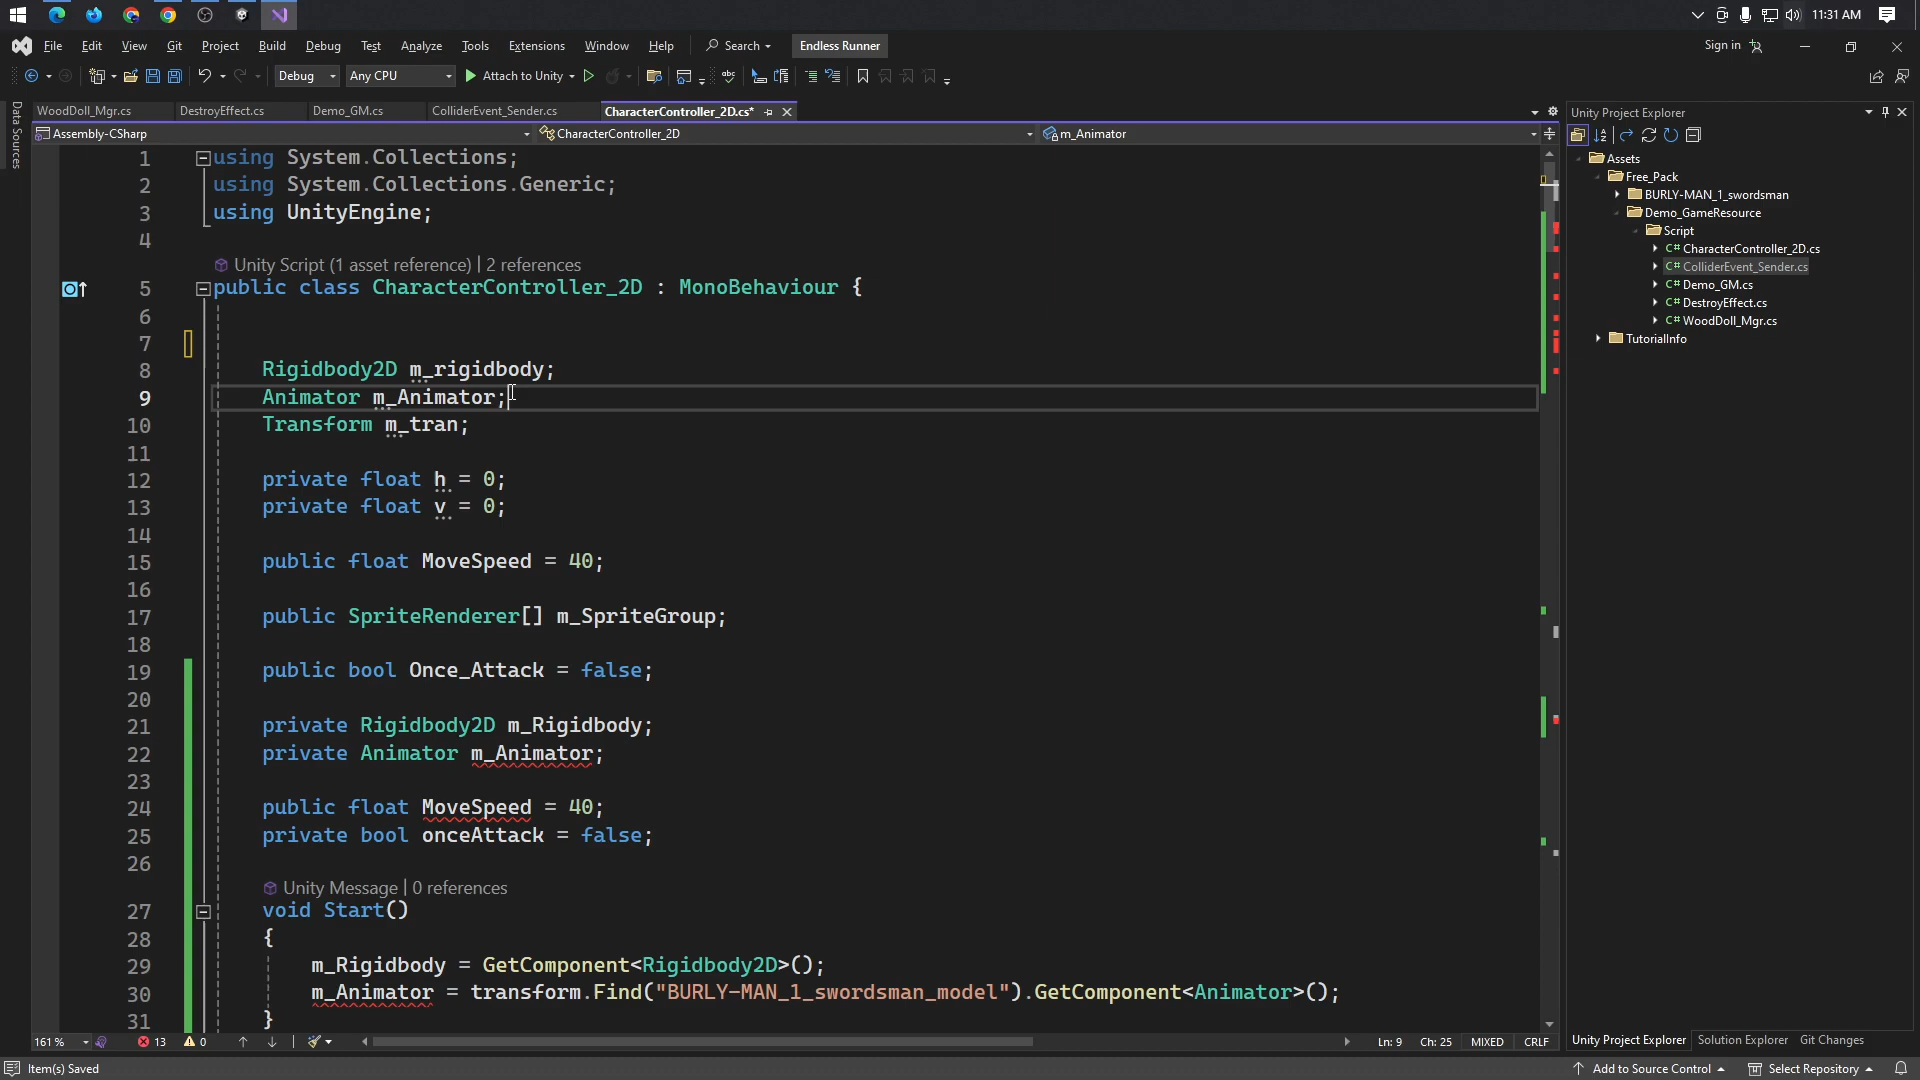 11:31 AM
File Edit View Git Project Build Debug Test Analyze Tools Extensions Window Help Search Endless Runner Sign in
Debug Any CPU Attach to Unity
Data Sources
WoodDoll_Mgr.cs DestroyEffect.cs Demo_GM.cs ColliderEvent_Sender.cs CharacterController_2D.cs*
Assembly-CSharp CharacterController_2D m_Animator
1 using System.Collections;
2 using System.Collections.Generic;
3 using UnityEngine;
4
Unity Script (1 asset reference) | 2 references
5 public class CharacterController_2D : MonoBehaviour {
6
7
8 Rigidbody2D m_rigidbody;
9 Animator m_Animator;
10 Transform m_tran;
11
12 private float h = 0;
13 private float v = 0;
14
15 public float MoveSpeed = 40;
16
17 public SpriteRenderer[] m_SpriteGroup;
18
19 public bool Once_Attack = false;
20
21 private Rigidbody2D m_Rigidbody;
22 private Animator m_Animator;
23
24 public float MoveSpeed = 40;
25 private bool onceAttack = false;
26
Unity Message | 0 references
27 void Start()
28 {
29 m_Rigidbody = GetComponent<Rigidbody2D>();
30 m_Animator = transform.Find("BURLY-MAN_1_swordsman_model").GetComponent<Animator>();
31 }
161 % 13 0 Ln: 9 Ch: 25 MIXED CRLF
Unity Project Explorer
Assets
Free_Pack
BURLY-MAN_1_swordsman
Demo_GameResource
Script
C# CharacterController_2D.cs
C# ColliderEvent_Sender.cs
C# Demo_GM.cs
C# DestroyEffect.cs
C# WoodDoll_Mgr.cs
TutorialInfo
Unity Project Explorer Solution Explorer Git Changes
Item(s) Saved Add to Source Control Select Repository